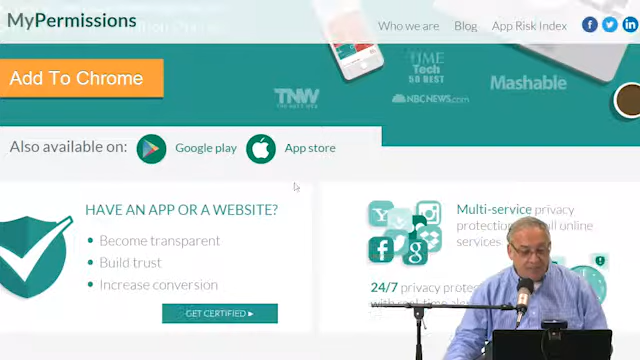 MyPermissions
Who we are Blog App Risk Index
Add To Chrome
TNW
TIME
Tech
50 BEST
NBCNEWS.com
Mashable
Also available on: Google play App store
HAVE AN APP OR A WEBSITE?
Become transparent
Build trust
Increase conversion
GET CERTIFIED
Multi-service privacy
online
services
24/7 privacy
with